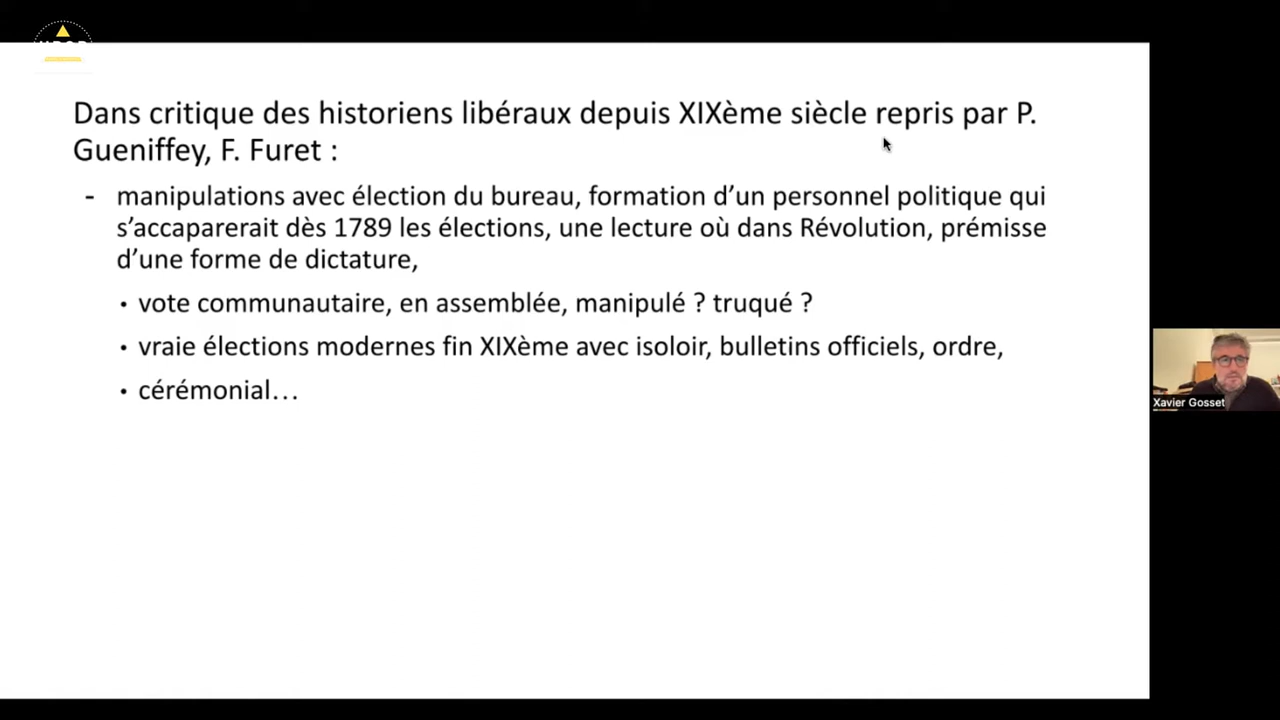 Dans critique des historiens libéraux depuis XIXème siècle repris par P.
Gueniffey, F. Furet :
- manipulations avec élection du bureau, formation d’un personnel politique qui
s’accaparerait dès 1789 les élections, une lecture où dans Révolution, prémisse
d’une forme de dictature,
• vote communautaire, en assemblée, manipulé ? truqué ?
• vraie élections modernes fin XIXème avec isoloir, bulletins officiels, ordre,
• cérémonial…
Xavier Gosset